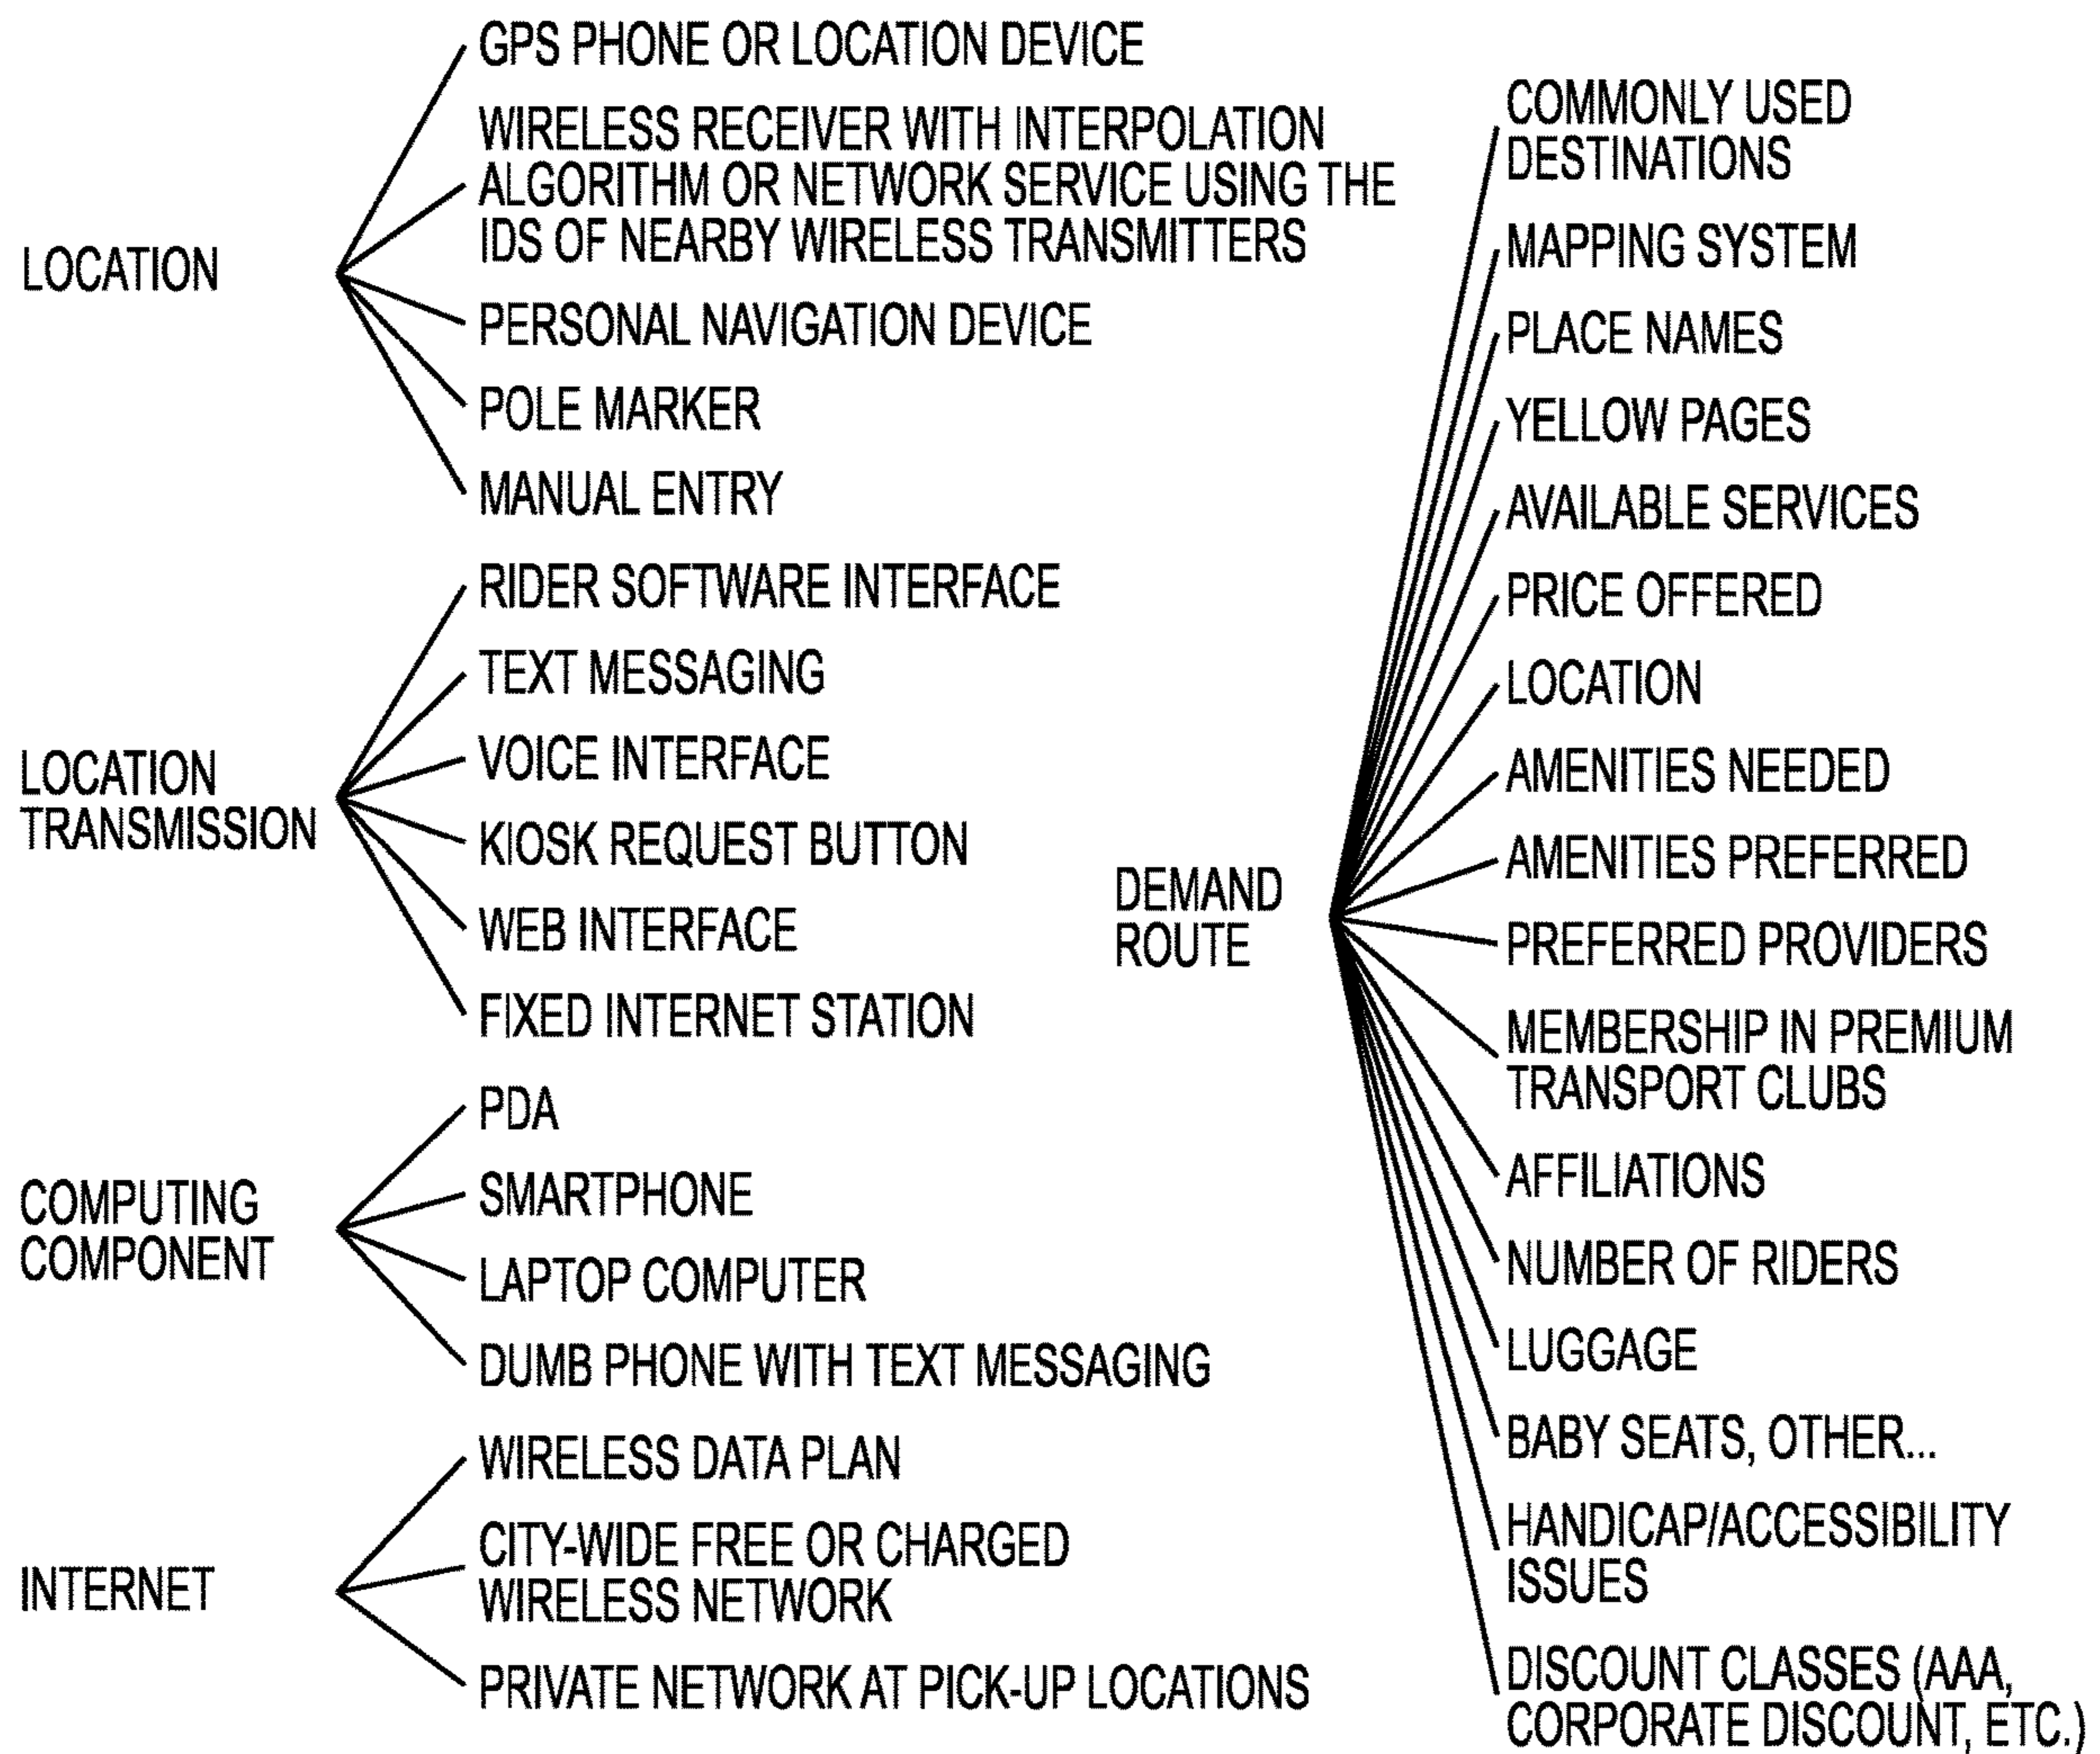 LOCATION
GPS PHONE OR LOCATION DEVICE
WIRELESS RECEIVER WITH INTERPOLATION
ALGORITHM OR NETWORK SERVICE USING THE
IDS OF NEARBY WIRELESS TRANSMITTERS
PERSONAL NAVIGATION DEVICE
POLE MARKER
MANUAL ENTRY
LOCATION
TRANSMISSION
RIDER SOFTWARE INTERFACE
TEXT MESSAGING
VOICE INTERFACE
KIOSK REQUEST BUTTON
WEB INTERFACE
FIXED INTERNET STATION
COMPUTING
COMPONENT
PDA
SMARTPHONE
LAPTOP COMPUTER
DUMB PHONE WITH TEXT MESSAGING
INTERNET
WIRELESS DATA PLAN
CITY-WIDE FREE OR CHARGED
WIRELESS NETWORK
PRIVATE NETWORK AT PICK-UP LOCATIONS
DEMAND
ROUTE
COMMONLY USED
DESTINATIONS
MAPPING SYSTEM
PLACE NAMES
YELLOW PAGES
AVAILABLE SERVICES
PRICE OFFERED
LOCATION
AMENITIES NEEDED
AMENITIES PREFERRED
PREFERRED PROVIDERS
MEMBERSHIP IN PREMIUM
TRANSPORT CLUBS
AFFILIATIONS
NUMBER OF RIDERS
LUGGAGE
BABY SEATS, OTHER...
HANDICAP/ACCESSIBILITY
ISSUES
DISCOUNT CLASSES (AAA,
CORPORATE DISCOUNT, ETC.)